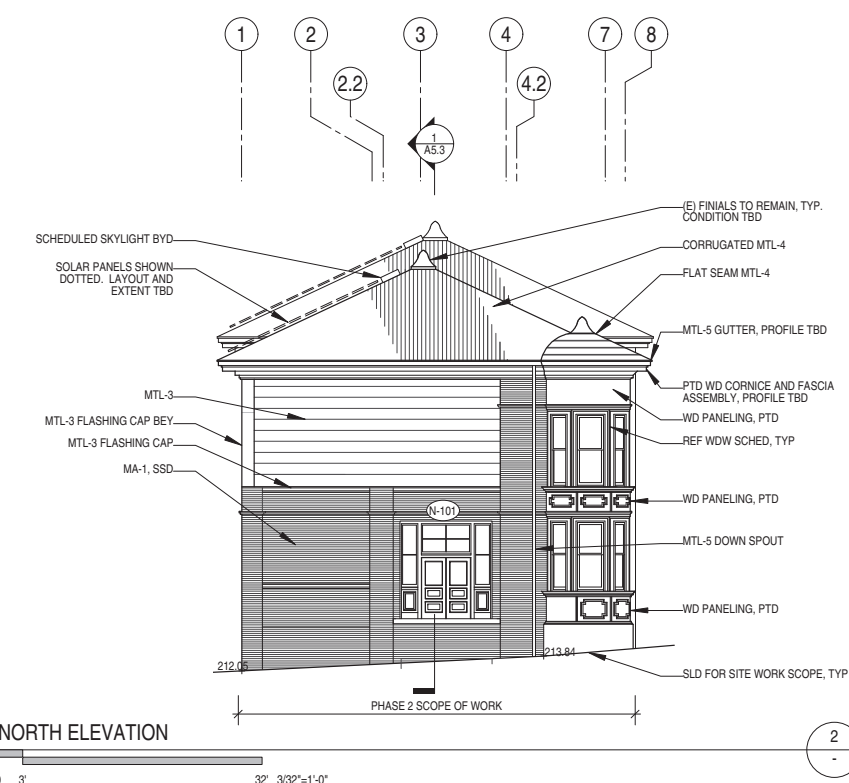 1
2
3
4
7
8
2.2
4.2
1
A5.3
(E) FINIALS TO REMAIN, TYP.
CONDITION TBD
SCHEDULED SKYLIGHT BYD
CORRUGATED MTL-4
SOLAR PANELS SHOWN
DOTTED. LAYOUT AND
EXTENT TBD
FLAT SEAM MTL-4
MTL-5 GUTTER, PROFILE TBD
PTD WD CORNICE AND FASCIA
ASSEMBLY, PROFILE TBD
MTL-3
WD PANELING, PTD
MTL-3 FLASHING CAP BEY
REF WDW SCHED, TYP
MTL-3 FLASHING CAP
MA-1, SSD
WD PANELING, PTD
N-101
MTL-5 DOWN SPOUT
WD PANELING, PTD
213.84
212.05
SLD FOR SITE WORK SCOPE, TYP
PHASE 2 SCOPE OF WORK
NORTH ELEVATION
2
-
3'
32' 3/32"=1'-0"